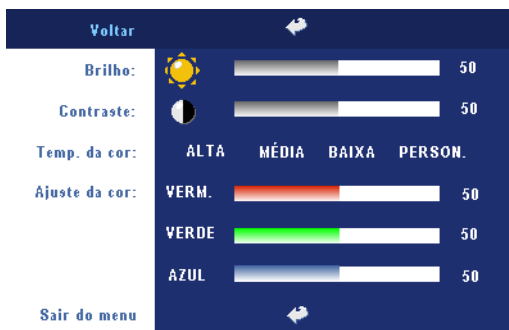 Voltar
Brilho: 50
Contraste: 50
Temp. da cor: ALTA MÉDIA BAIXA PERSON.
Ajuste da cor: VERM. 50
VERDE 50
AZUL 50
Sair do menu